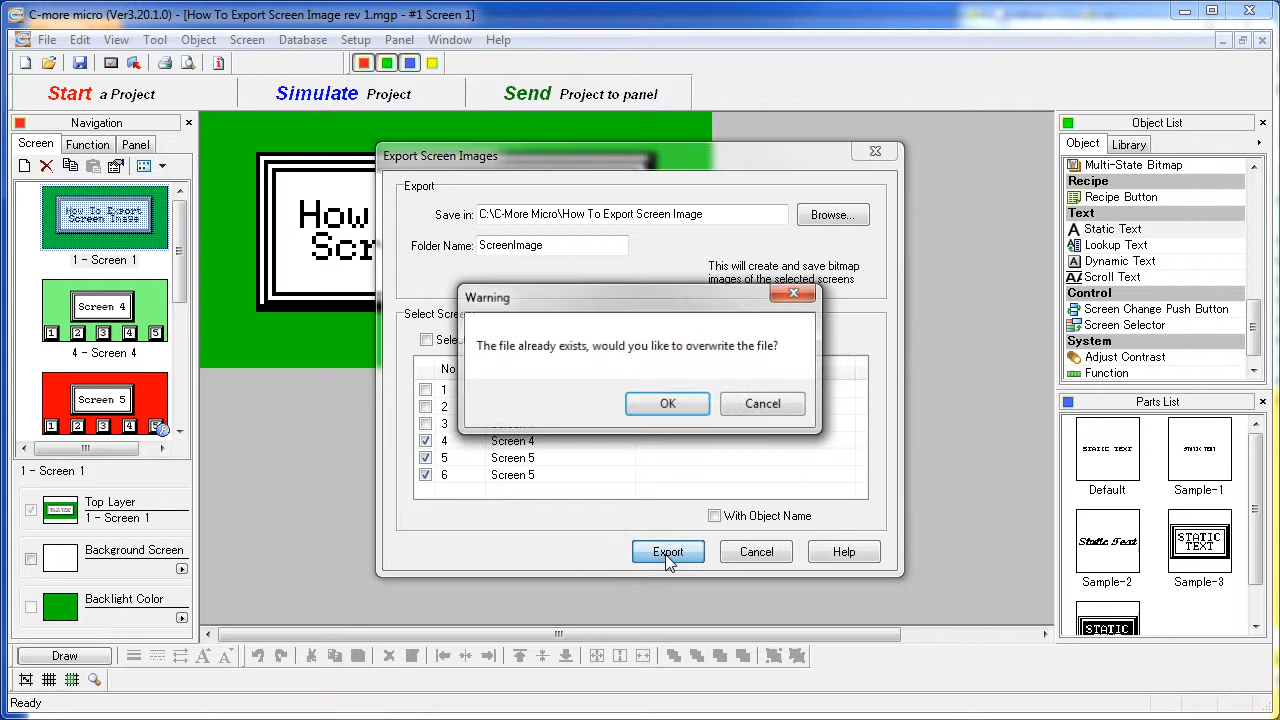 C-more micro (Ver3.20.1.0) - [How To Export Screen Image rev 1.mgp - #1 Screen 1]
File Edit View Tool Object Screen Database Setup Panel Window Help
Start a Project Simulate Project Send Project to panel
Navigation
Screen Function Panel
How To Export
Screen Image
1 - Screen 1
Screen 4
1 2 3 4 5
4 - Screen 4
Screen 5
1 2 3 4 5
1 - Screen 1
Top Layer
1 - Screen 1
Background Screen
Backlight Color
How
Scr
Export Screen Images
Export
Save in: C:\C-More Micro\How To Export Screen Image Browse...
Folder Name: ScreenImage
This will create and save bitmap
images of the selected screens
Warning
The file already exists, would you like to overwrite the file?
OK Cancel
No
1
2
3
4 Screen 4
5 Screen 5
6 Screen 5
With Object Name
Export Cancel Help
Object List
Object Library
Multi-State Bitmap
Recipe
Recipe Button
Text
Static Text
Lookup Text
Dynamic Text
Scroll Text
Control
Screen Change Push Button
Screen Selector
System
Adjust Contrast
Function
Parts List
STATIC TEXT STATIC TEXT
Default Sample-1
Static Text STATIC
TEXT
Sample-2 Sample-3
STATIC
Draw
Ready